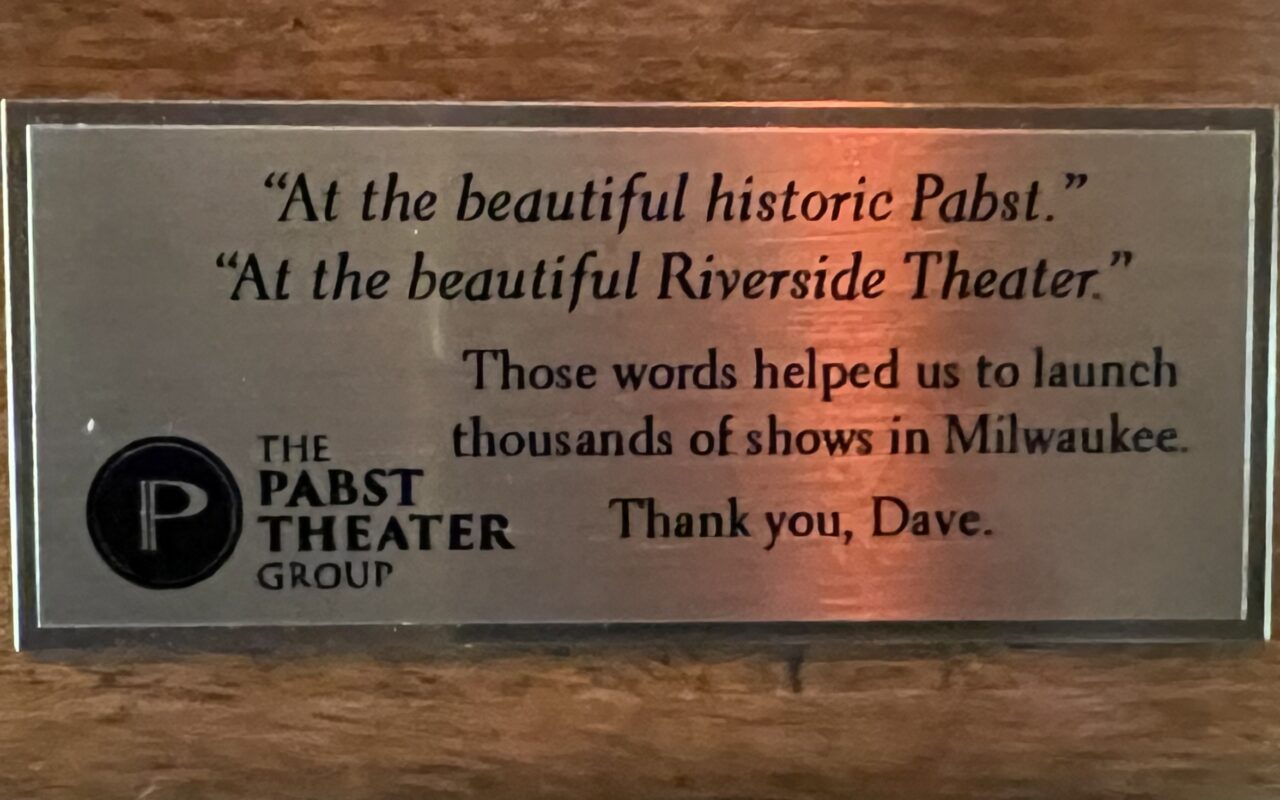 “At the beautiful historic Pabst.”
“At the beautiful Riverside Theater.”
Those words helped us to launch
thousands of shows in Milwaukee.
Thank you, Dave.
P
THE
PABST
THEATER
GROUP